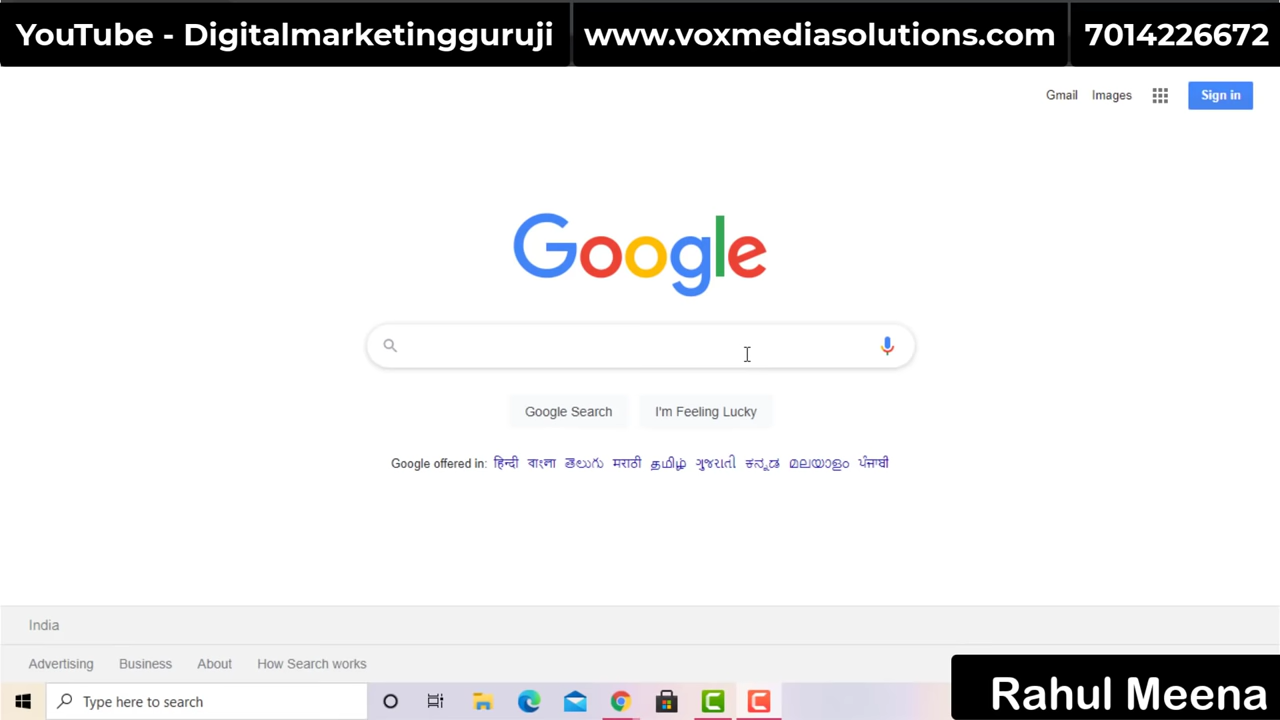 YouTube - Digitalmarketingguruji www.voxmediasolutions.com 7014226672
Gmail Images Sign in
Google
Google Search I'm Feeling Lucky
Google offered in: हिन्दी বাংলা తెలుగు मराठी தமிழ் ગુજરાતી ಕನ್ನಡ മലയാളം ਪੰਜਾਬੀ
India
Advertising Business About How Search works
Type here to search
Rahul Meena